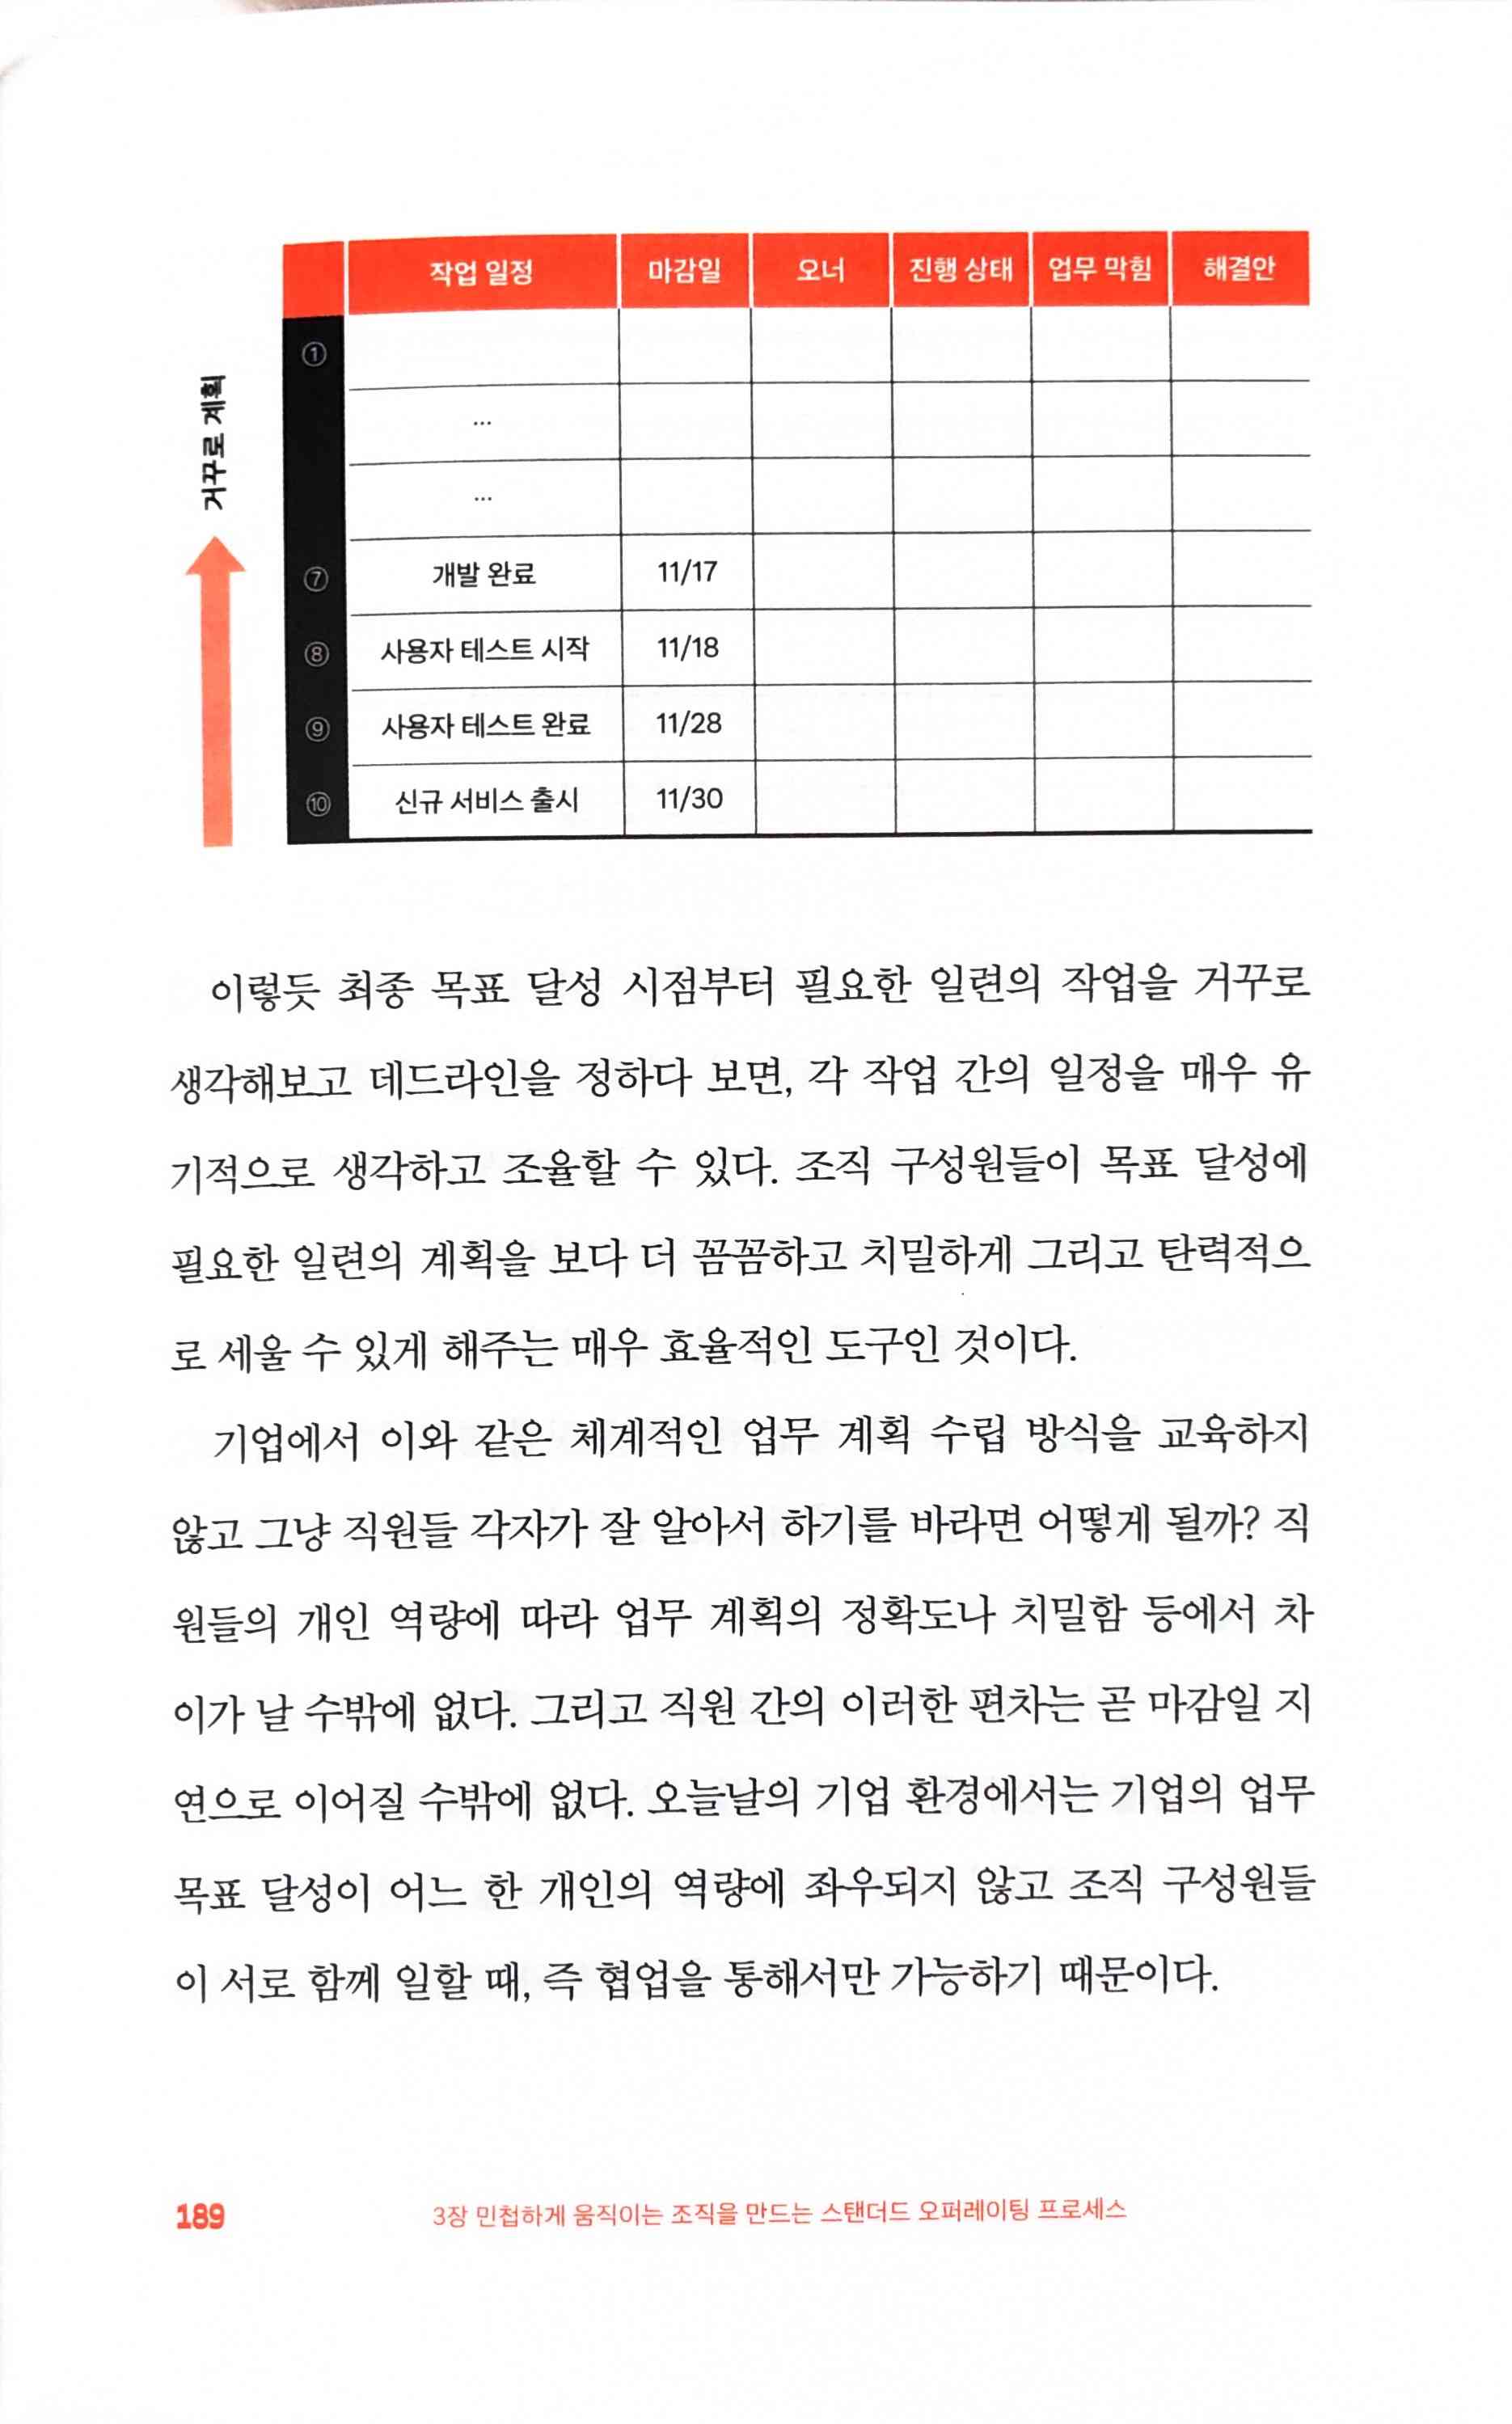 작업 일정 마감일 오너 진행 상태 업무 막힘 해결안
①
...
...
⑦ 개발 완료 11/17
⑧ 사용자 테스트 시작 11/18
⑨ 사용자 테스트 완료 11/28
⑩ 신규 서비스 출시 11/30
거꾸로 계획
이렇듯 최종 목표 달성 시점부터 필요한 일련의 작업을 거꾸로
생각해보고 데드라인을 정하다 보면, 각 작업 간의 일정을 매우 유
기적으로 생각하고 조율할 수 있다. 조직 구성원들이 목표 달성에
필요한 일련의 계획을 보다 더 꼼꼼하고 치밀하게 그리고 탄력적으
로 세울 수 있게 해주는 매우 효율적인 도구인 것이다.
기업에서 이와 같은 체계적인 업무 계획 수립 방식을 교육하지
않고 그냥 직원들 각자가 잘 알아서 하기를 바라면 어떻게 될까? 직
원들의 개인 역량에 따라 업무 계획의 정확도나 치밀함 등에서 차
이가 날 수밖에 없다. 그리고 직원 간의 이러한 편차는 곧 마감일 지
연으로 이어질 수밖에 없다. 오늘날의 기업 환경에서는 기업의 업무
목표 달성이 어느 한 개인의 역량에 좌우되지 않고 조직 구성원들
이 서로 함께 일할 때, 즉 협업을 통해서만 가능하기 때문이다.
189 3장 민첩하게 움직이는 조직을 만드는 스탠더드 오퍼레이팅 프로세스